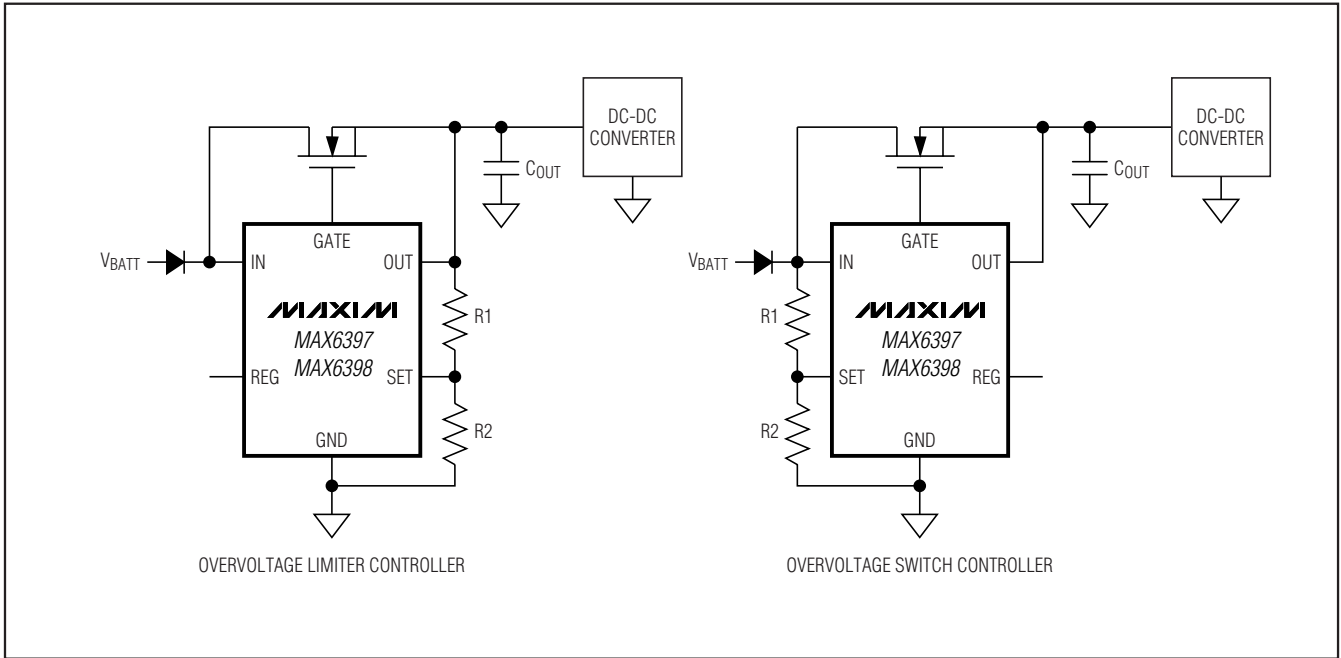 DC-DC
CONVERTER
COUT
GATE
VBATT
IN
OUT
MAXIM
R1
MAX6397
MAX6398
REG
SET
R2
GND
OVERVOLTAGE LIMITER CONTROLLER
DC-DC
CONVERTER
COUT
GATE
VBATT
IN
OUT
R1
MAXIM
MAX6397
MAX6398
SET
REG
R2
GND
OVERVOLTAGE SWITCH CONTROLLER